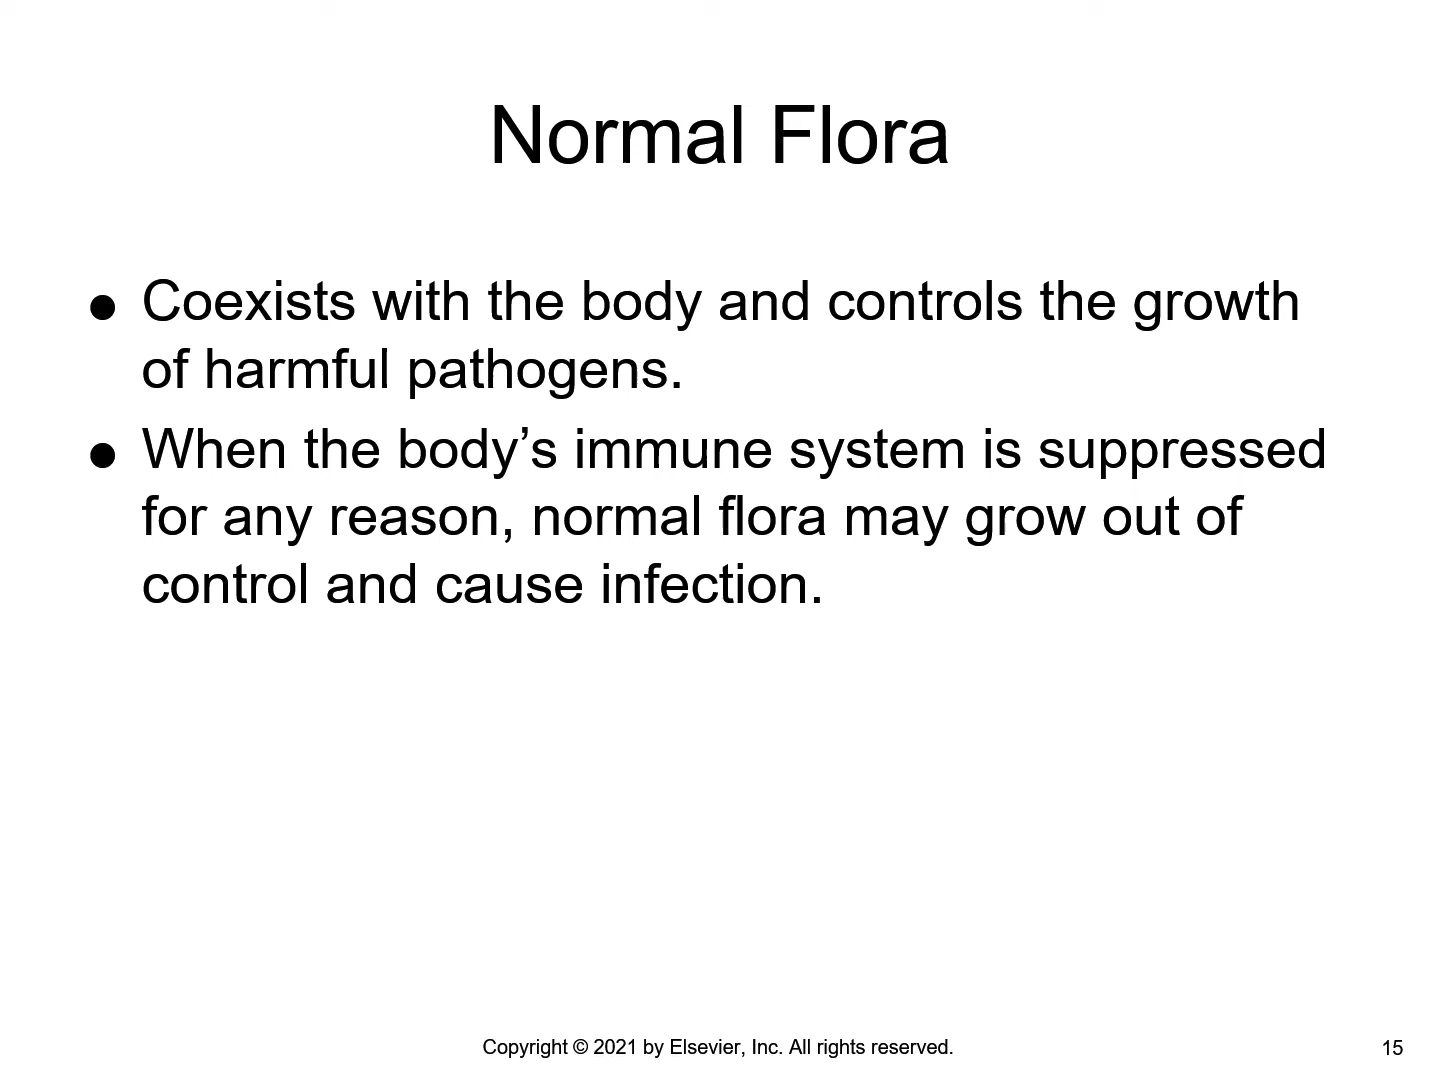 Normal Flora
● Coexists with the body and controls the growth
of harmful pathogens.
● When the body’s immune system is suppressed
for any reason, normal flora may grow out of
control and cause infection.
Copyright © 2021 by Elsevier, Inc. All rights reserved.
15